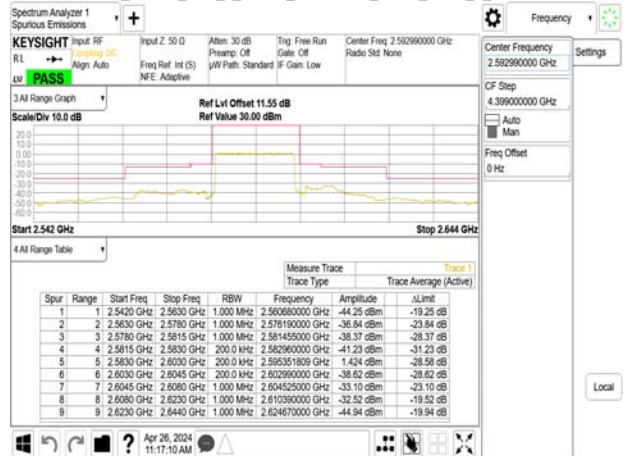 Spectrum Analyzer 1
Spurious Emissions
Frequency
KEYSIGHT Input: RF Input Z: 50 Ω Atten: 30 dB Trig: Free Run Center Freq: 2.592990000 GHz
RL Coupling: DC Preamp: Off Gate: Off Radio Std: None
Align: Auto Freq Ref: Int (S) µW Path: Standard IF Gain: Low
PASS NFE: Adaptive
Center Frequency
2.592990000 GHz
Settings
CF Step
4.399000000 GHz
Auto
Man
Freq Offset
0 Hz
3 All Range Graph
Ref Lvl Offset 11.55 dB
Scale/Div 10.0 dB Ref Value 30.00 dBm
20.0
10.0
0.00
-10.0
-20.0
-30.0
-40.0
-50.0
-60.0
Start 2.542 GHz Stop 2.644 GHz
4 All Range Table
Measure Trace Trace 1
Trace Type Trace Average (Active)
Spur Range Start Freq Stop Freq RBW Frequency Amplitude ΔLimit
1 1 2.5420 GHz 2.5630 GHz 1.000 MHz 2.560680000 GHz -44.25 dBm -19.25 dB
2 2 2.5630 GHz 2.5780 GHz 1.000 MHz 2.576190000 GHz -36.84 dBm -23.84 dB
3 3 2.5780 GHz 2.5815 GHz 1.000 MHz 2.581455000 GHz -38.37 dBm -28.37 dB
4 4 2.5815 GHz 2.5830 GHz 200.0 kHz 2.582960000 GHz -41.23 dBm -31.23 dB
5 5 2.5830 GHz 2.6030 GHz 200.0 kHz 2.595351809 GHz 1.424 dBm -28.58 dB
6 6 2.6030 GHz 2.6045 GHz 200.0 kHz 2.602990000 GHz -38.62 dBm -28.62 dB
7 7 2.6045 GHz 2.6080 GHz 1.000 MHz 2.604525000 GHz -33.10 dBm -23.10 dB
8 8 2.6080 GHz 2.6230 GHz 1.000 MHz 2.610390000 GHz -32.52 dBm -19.52 dB
9 9 2.6230 GHz 2.6440 GHz 1.000 MHz 2.624670000 GHz -44.94 dBm -19.94 dB
Local
Apr 26, 2024
11:17:10 AM